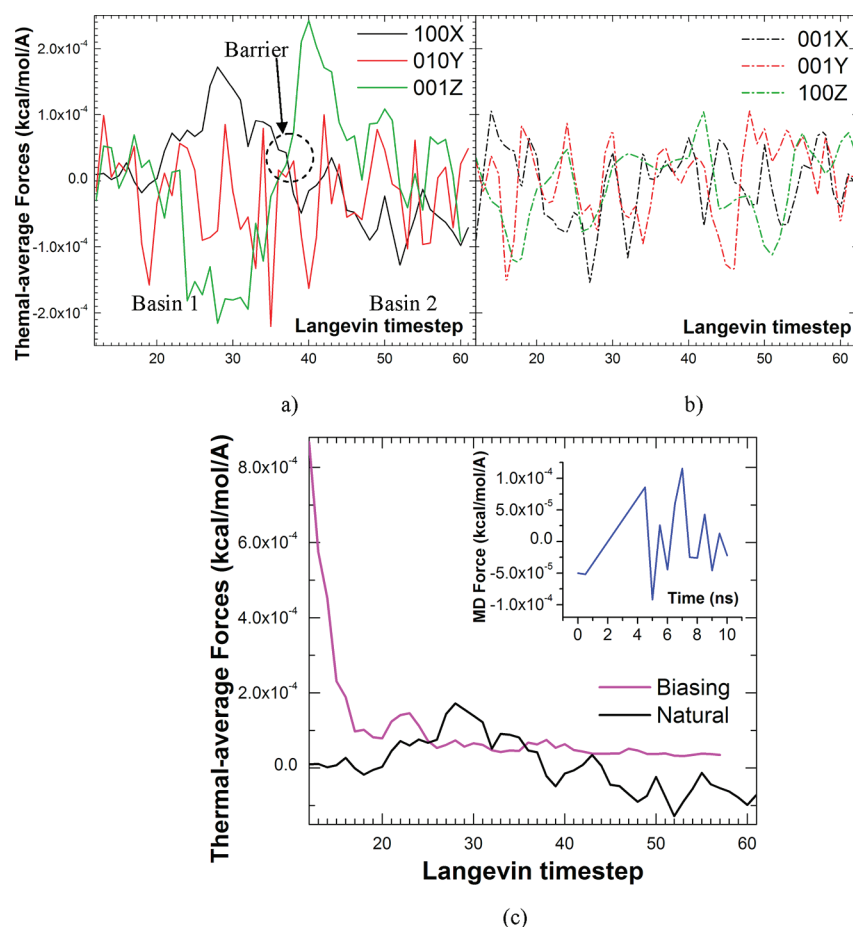 Themal-average Forces (kcal/mol/A)
2.0x10⁻⁴
1.0x10⁻⁴
0.0
-1.0x10⁻⁴
-2.0x10⁻⁴
Barrier
100X
010Y
001Z
Basin 1
Basin 2
Langevin timestep
20 30 40 50 60
a)
001X
001Y
100Z
Langevin timestep
20 30 40 50 60
b)
Thermal-average Forces (kcal/mol/A)
8.0x10⁻⁴
6.0x10⁻⁴
4.0x10⁻⁴
2.0x10⁻⁴
0.0
MD Force (kcal/mol/A)
1.0x10⁻⁴
5.0x10⁻⁵
0.0
-5.0x10⁻⁵
-1.0x10⁻⁴
Time (ns)
0 2 4 6 8 10
Biasing
Natural
20 30 40 50 60
Langevin timestep
(c)